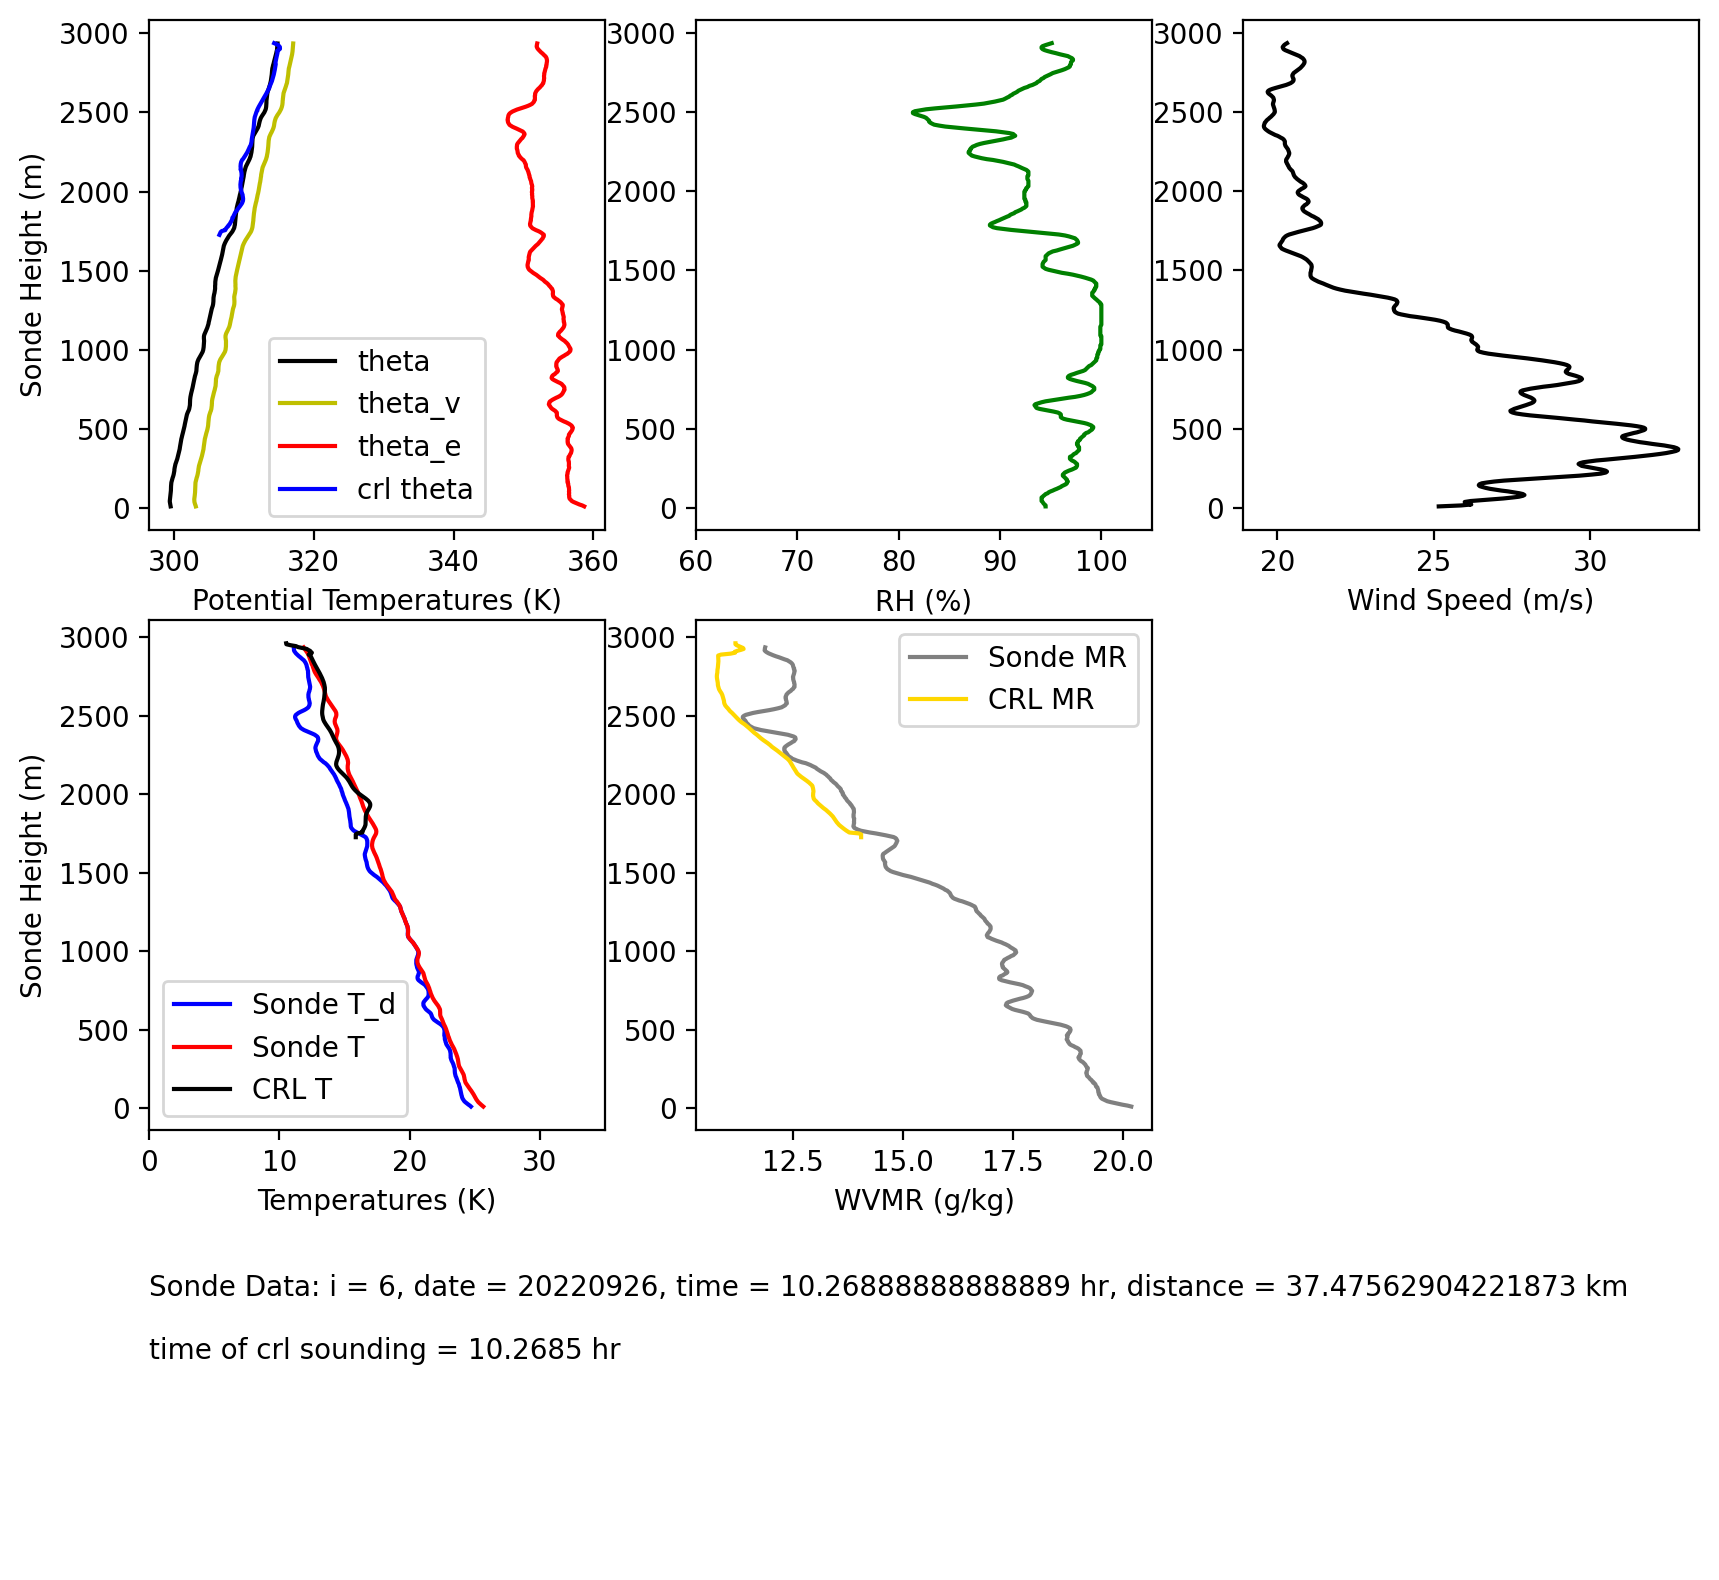 3000
2500
2000
1500
1000
500
0
Sonde Height (m)
theta
theta_v
theta_e
crl theta
300 320 340 360
Potential Temperatures (K)
3000
2500
2000
1500
1000
500
0
60 70 80 90 100
RH (%)
3000
2500
2000
1500
1000
500
0
20 25 30
Wind Speed (m/s)
3000
2500
2000
1500
1000
500
0
Sonde Height (m)
Sonde T_d
Sonde T
CRL T
0 10 20 30
Temperatures (K)
3000
2500
2000
1500
1000
500
0
Sonde MR
CRL MR
12.5 15.0 17.5 20.0
WVMR (g/kg)
Sonde Data: i = 6, date = 20220926, time = 10.26888888888889 hr, distance = 37.47562904221873 km
time of crl sounding = 10.2685 hr